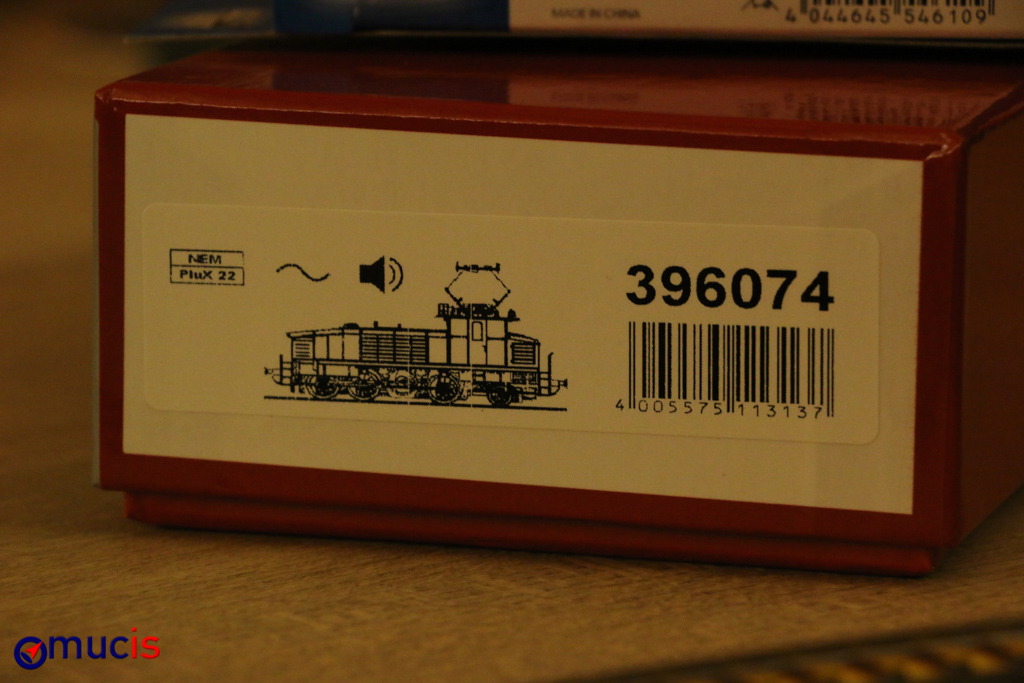 MADE IN CHINA
4 044645 546109
NEM
PluX 22
396074
4 005575 113137
mucis